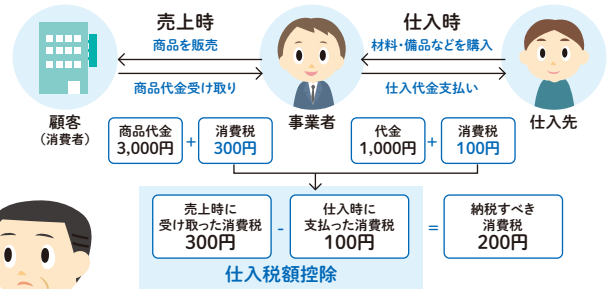 売上時
仕入時
商品を販売
材料・備品などを購入
商品代金受け取り
仕入代金支払い
顧客
（消費者）
事業者
仕入先
商品代金
3,000円
+
消費税
300円
代金
1,000円
+
消費税
100円
売上時に
受け取った消費税
300円
-
仕入時に
支払った消費税
100円
=
納税すべき
消費税
200円
仕入税額控除